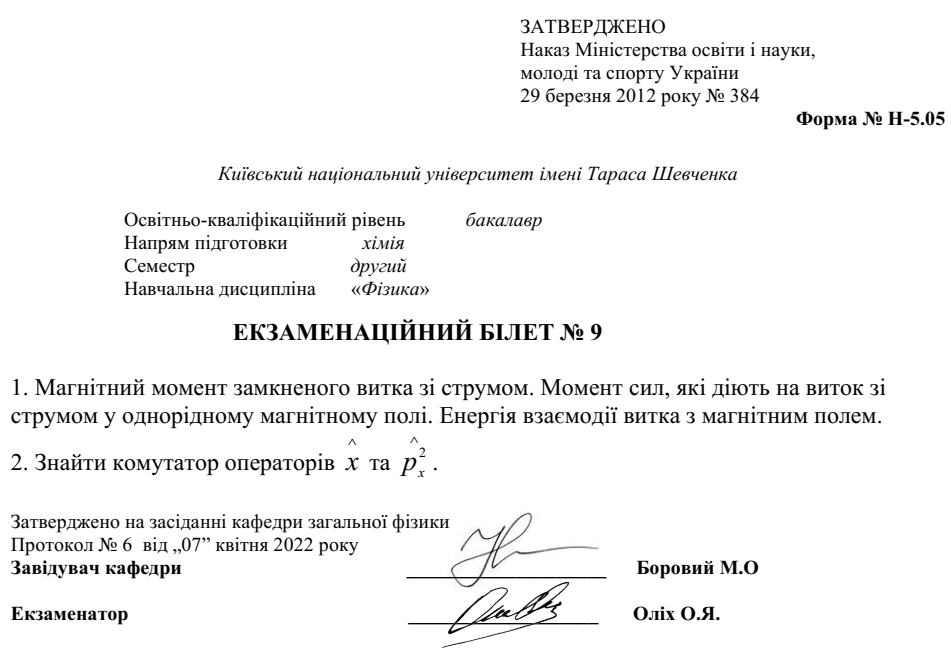 ЗАТВЕРДЖЕНО
Наказ Міністерства освіти і науки,
молоді та спорту України
29 березня 2012 року № 384
Форма № Н-5.05
Київський національний університет імені Тараса Шевченка
Освітньо-кваліфікаційний рівень бакалавр
Напрям підготовки хімія
Семестр другий
Навчальна дисципліна «Фізика»
ЕКЗАМЕНАЦІЙНИЙ БІЛЕТ № 9
1. Магнітний момент замкненого витка зі струмом. Момент сил, які діють на виток зі
струмом у однорідному магнітному полі. Енергія взаємодії витка з магнітним полем.
2. Знайти комутатор операторів x̂ та p̂ₓ².
Затверджено на засіданні кафедри загальної фізики
Протокол № 6 від „07” квітня 2022 року
Завідувач кафедри ____________________ Боровий М.О
Екзаменатор ____________________ Оліх О.Я.